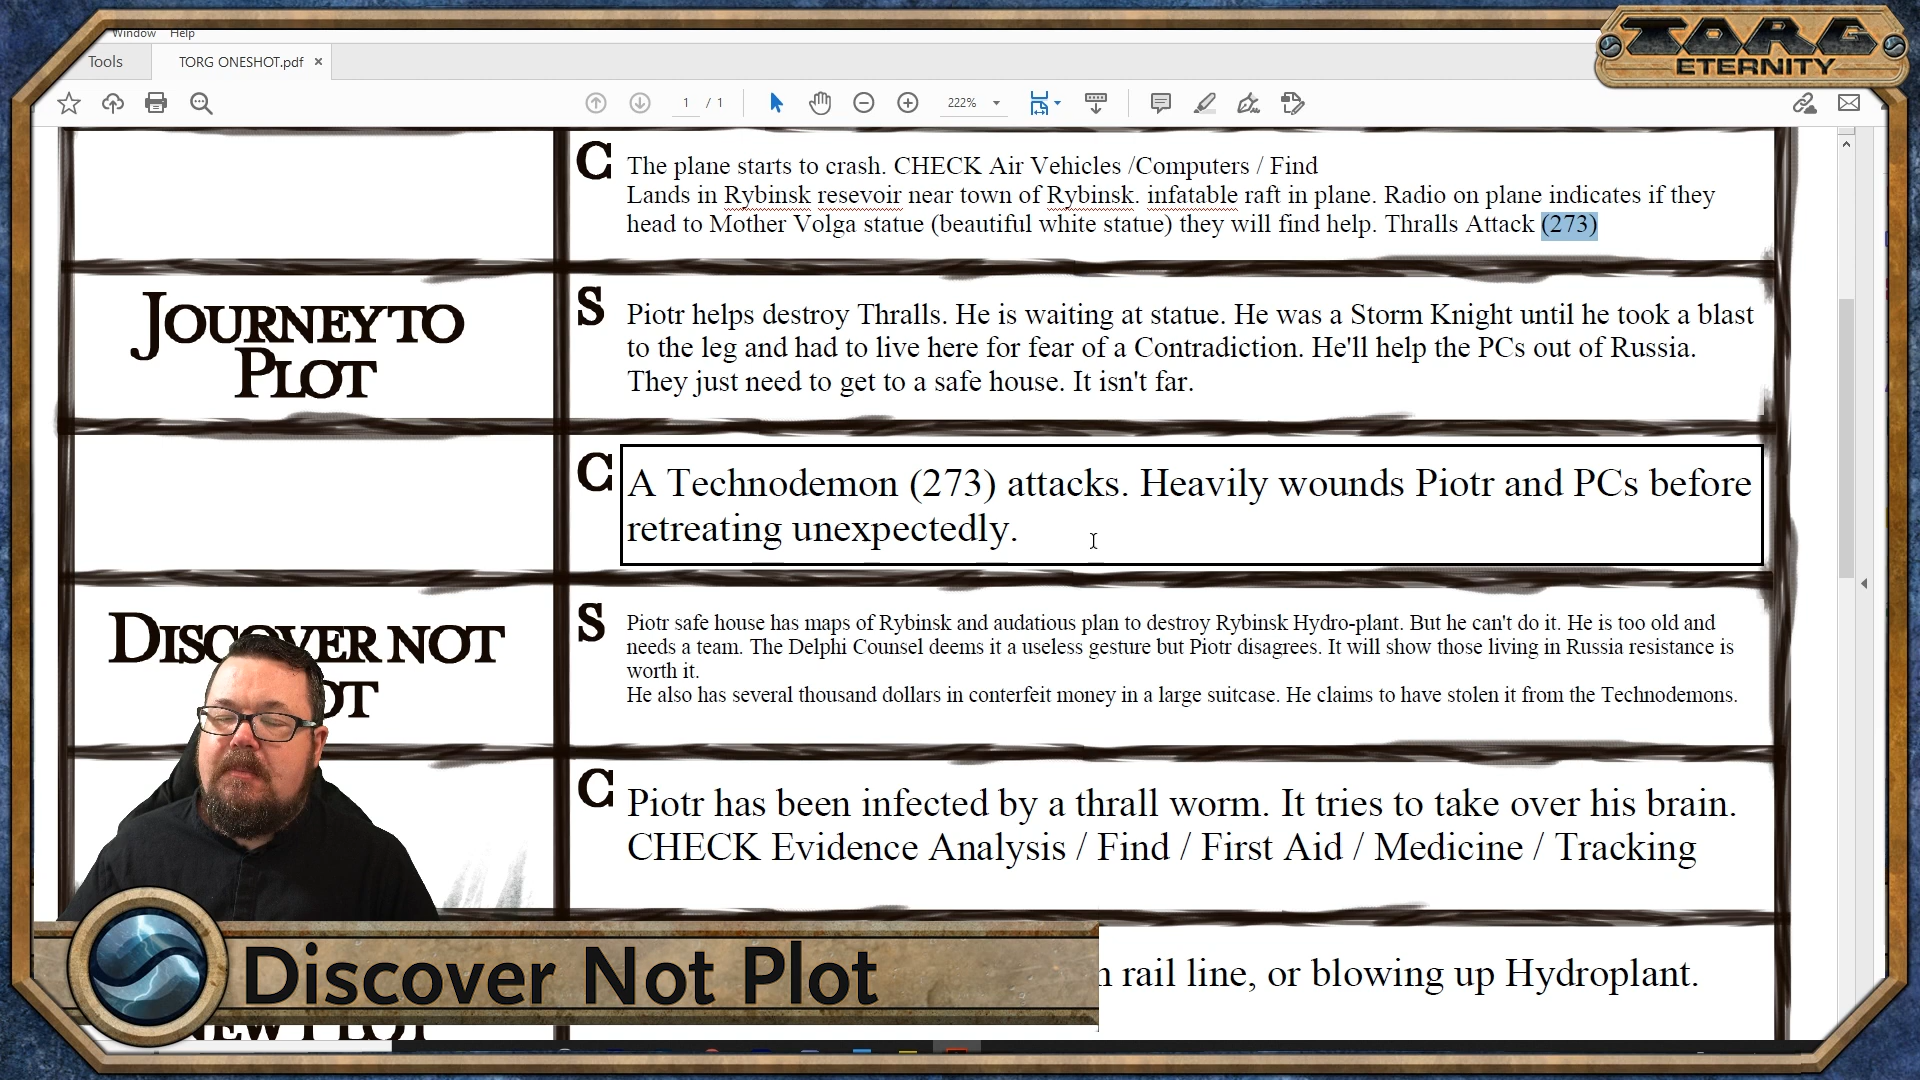 Window Help
TORG
ETERNITY
Tools
TORG ONESHOT.pdf ×
1 / 1
222%
C
The plane starts to crash. CHECK Air Vehicles /Computers / Find
Lands in Rybinsk resevoir near town of Rybinsk. infatable raft in plane. Radio on plane indicates if they
head to Mother Volga statue (beautiful white statue) they will find help. Thralls Attack (273)
JOURNEY TO
PLOT
S
Piotr helps destroy Thralls. He is waiting at statue. He was a Storm Knight until he took a blast
to the leg and had to live here for fear of a Contradiction. He'll help the PCs out of Russia.
They just need to get to a safe house. It isn't far.
C
A Technodemon (273) attacks. Heavily wounds Piotr and PCs before
retreating unexpectedly.
DISCOVER NOT
OT
S
Piotr safe house has maps of Rybinsk and audatious plan to destroy Rybinsk Hydro-plant. But he can't do it. He is too old and
needs a team. The Delphi Counsel deems it a useless gesture but Piotr disagrees. It will show those living in Russia resistance is
worth it.
He also has several thousand dollars in conterfeit money in a large suitcase. He claims to have stolen it from the Technodemons.
C
Piotr has been infected by a thrall worm. It tries to take over his brain.
CHECK Evidence Analysis / Find / First Aid / Medicine / Tracking
Discover Not Plot
rail line, or blowing up Hydroplant.
NEW PLOT